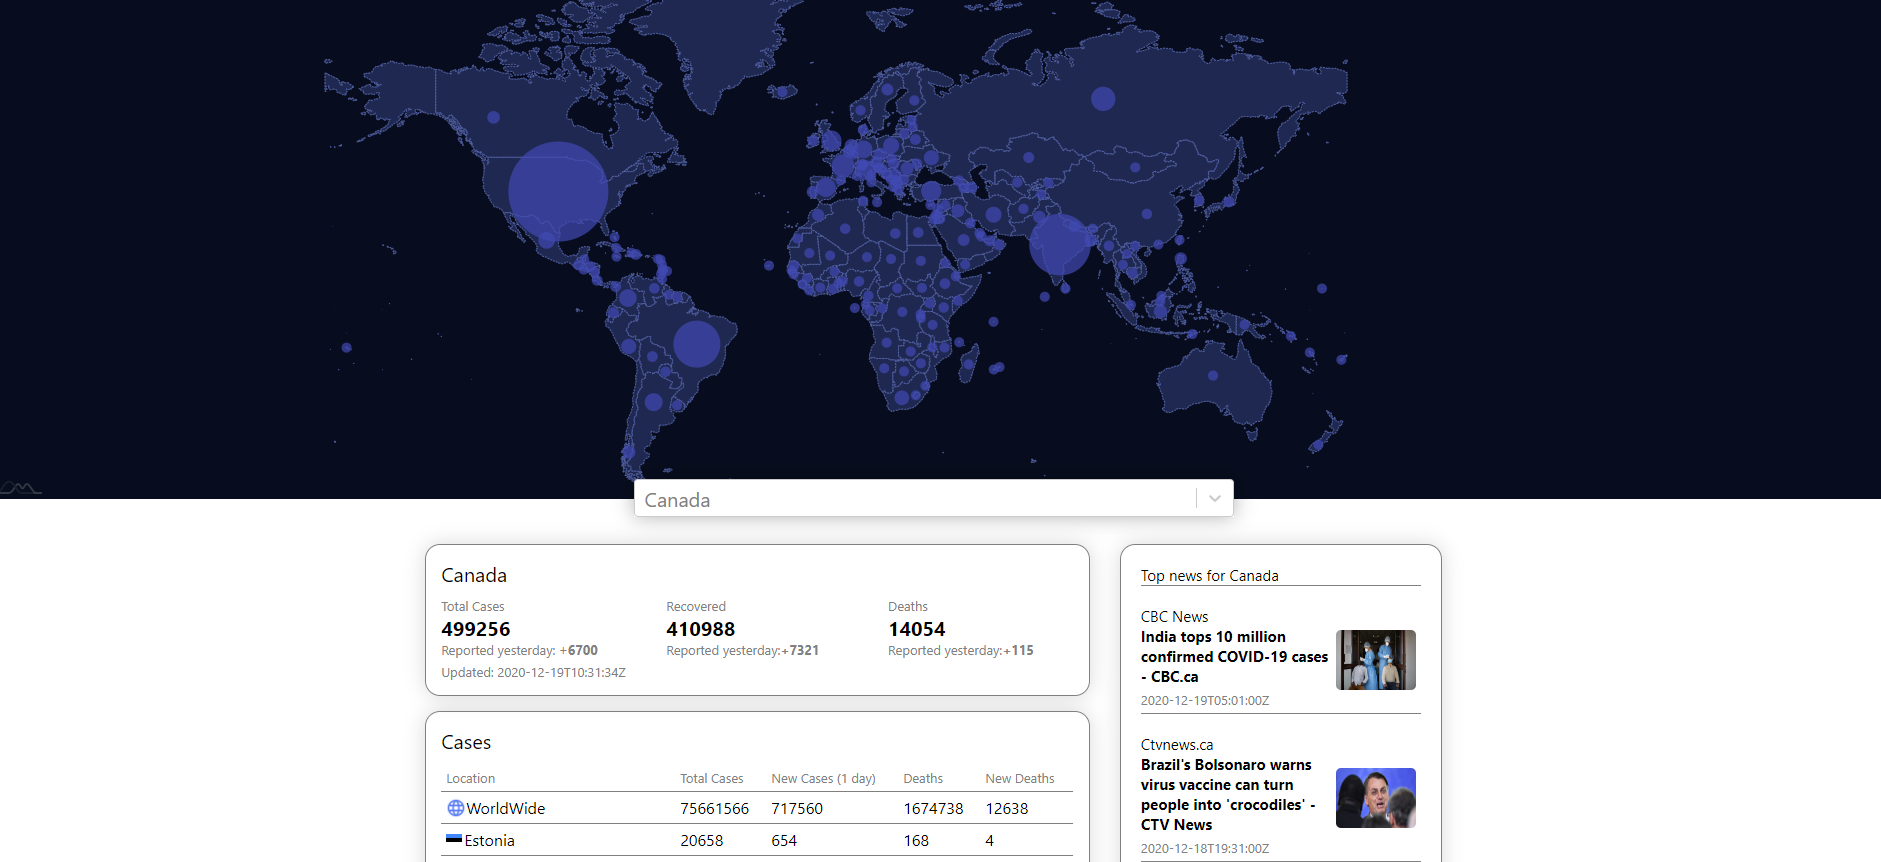 Canada
Canada
Total Cases Recovered Deaths
499256 410988 14054
Reported yesterday: +6700 Reported yesterday:+7321 Reported yesterday:+115
Updated: 2020-12-19T10:31:34Z
Cases
Location Total Cases New Cases (1 day) Deaths New Deaths
WorldWide 75661566 717560 1674738 12638
Estonia 20658 654 168 4
Top news for Canada
CBC News
India tops 10 million
confirmed COVID-19 cases
- CBC.ca
2020-12-19T05:01:00Z
Ctvnews.ca
Brazil's Bolsonaro warns
virus vaccine can turn
people into 'crocodiles' -
CTV News
2020-12-18T19:31:00Z